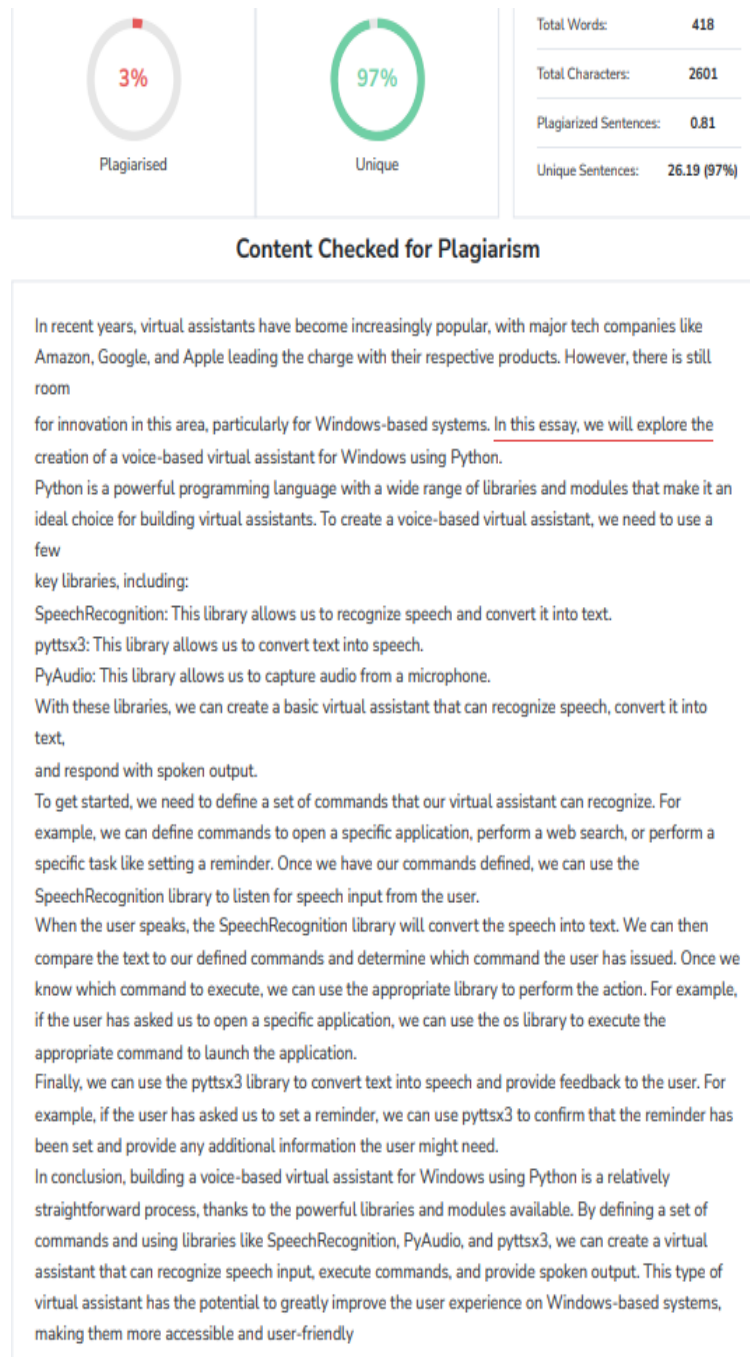 3%
Plagiarised
97%
Unique
Total Words: 418
Total Characters: 2601
Plagiarized Sentences: 0.81
Unique Sentences: 26.19 (97%)
Content Checked for Plagiarism
In recent years, virtual assistants have become increasingly popular, with major tech companies like
Amazon, Google, and Apple leading the charge with their respective products. However, there is still
room
for innovation in this area, particularly for Windows-based systems. In this essay, we will explore the
creation of a voice-based virtual assistant for Windows using Python.
Python is a powerful programming language with a wide range of libraries and modules that make it an
ideal choice for building virtual assistants. To create a voice-based virtual assistant, we need to use a
few
key libraries, including:
SpeechRecognition: This library allows us to recognize speech and convert it into text.
pyttsx3: This library allows us to convert text into speech.
PyAudio: This library allows us to capture audio from a microphone.
With these libraries, we can create a basic virtual assistant that can recognize speech, convert it into
text,
and respond with spoken output.
To get started, we need to define a set of commands that our virtual assistant can recognize. For
example, we can define commands to open a specific application, perform a web search, or perform a
specific task like setting a reminder. Once we have our commands defined, we can use the
SpeechRecognition library to listen for speech input from the user.
When the user speaks, the SpeechRecognition library will convert the speech into text. We can then
compare the text to our defined commands and determine which command the user has issued. Once we
know which command to execute, we can use the appropriate library to perform the action. For example,
if the user has asked us to open a specific application, we can use the os library to execute the
appropriate command to launch the application.
Finally, we can use the pyttsx3 library to convert text into speech and provide feedback to the user. For
example, if the user has asked us to set a reminder, we can use pyttsx3 to confirm that the reminder has
been set and provide any additional information the user might need.
In conclusion, building a voice-based virtual assistant for Windows using Python is a relatively
straightforward process, thanks to the powerful libraries and modules available. By defining a set of
commands and using libraries like SpeechRecognition, PyAudio, and pyttsx3, we can create a virtual
assistant that can recognize speech input, execute commands, and provide spoken output. This type of
virtual assistant has the potential to greatly improve the user experience on Windows-based systems,
making them more accessible and user-friendly